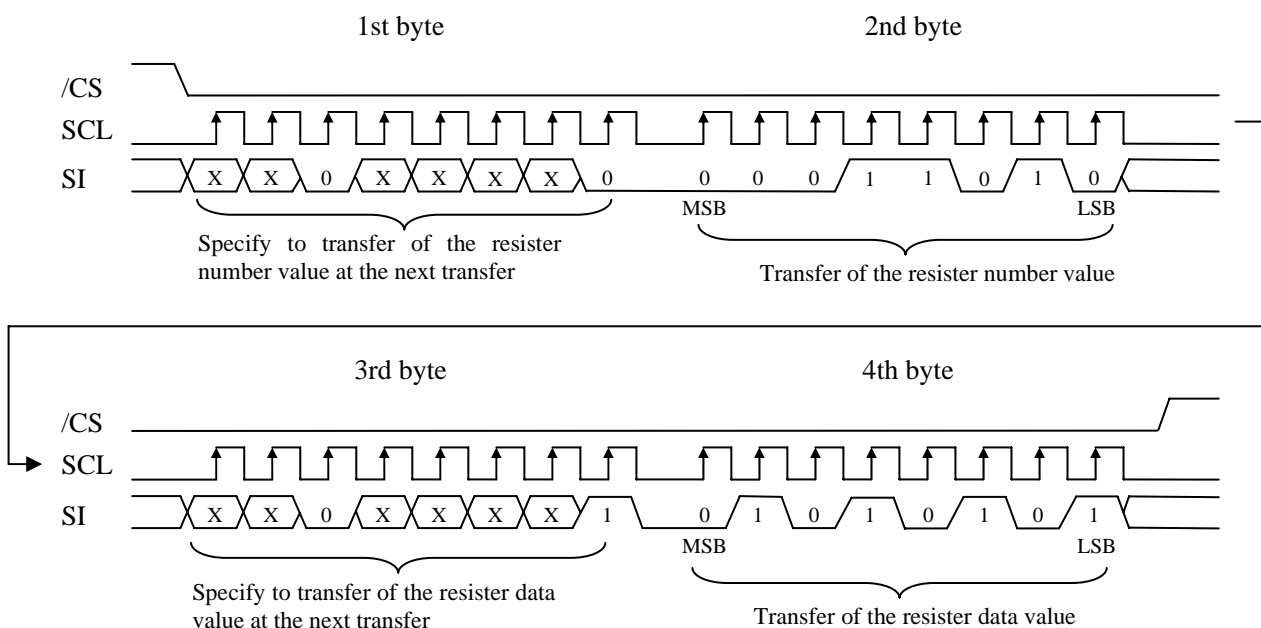 1st byte 2nd byte
/CS
SCL
SI X X 0 X X X X 0 0 0 0 1 1 0 1 0
MSB LSB
Specify to transfer of the resister
number value at the next transfer
Transfer of the resister number value
3rd byte 4th byte
/CS
SCL
SI X X 0 X X X X 1 0 1 0 1 0 1 0 1
MSB LSB
Specify to transfer of the resister data
value at the next transfer
Transfer of the resister data value